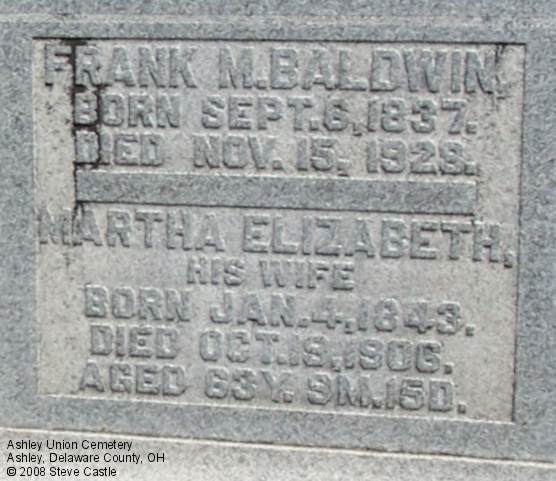 FRANK M. BALDWIN,
BORN SEPT. 6, 1837.
DIED NOV. 15, 1928.
MARTHA ELIZABETH,
HIS WIFE
BORN JAN. 4, 1843.
DIED OCT. 19, 1906.
AGED 63Y. 9M. 15D.
Ashley Union Cemetery
Ashley, Delaware County, OH
© 2008 Steve Castle